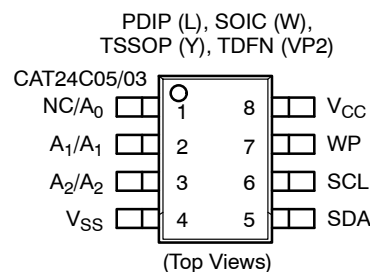 PDIP (L), SOIC (W),
TSSOP (Y), TDFN (VP2)
CAT24C05/03
NC/A0 1 8 VCC
A1/A1 2 7 WP
A2/A2 3 6 SCL
VSS 4 5 SDA
(Top Views)